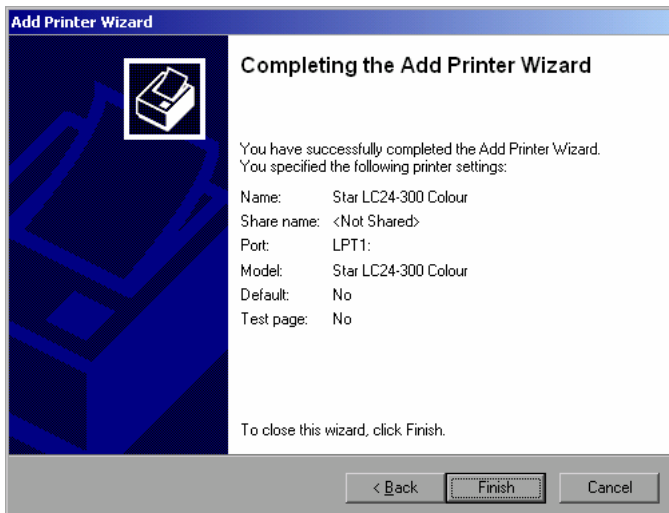 Add Printer Wizard
Completing the Add Printer Wizard
You have successfully completed the Add Printer Wizard.
You specified the following printer settings:
Name: Star LC24-300 Colour
Share name: <Not Shared>
Port: LPT1:
Model: Star LC24-300 Colour
Default: No
Test page: No
To close this wizard, click Finish.
< Back Finish Cancel